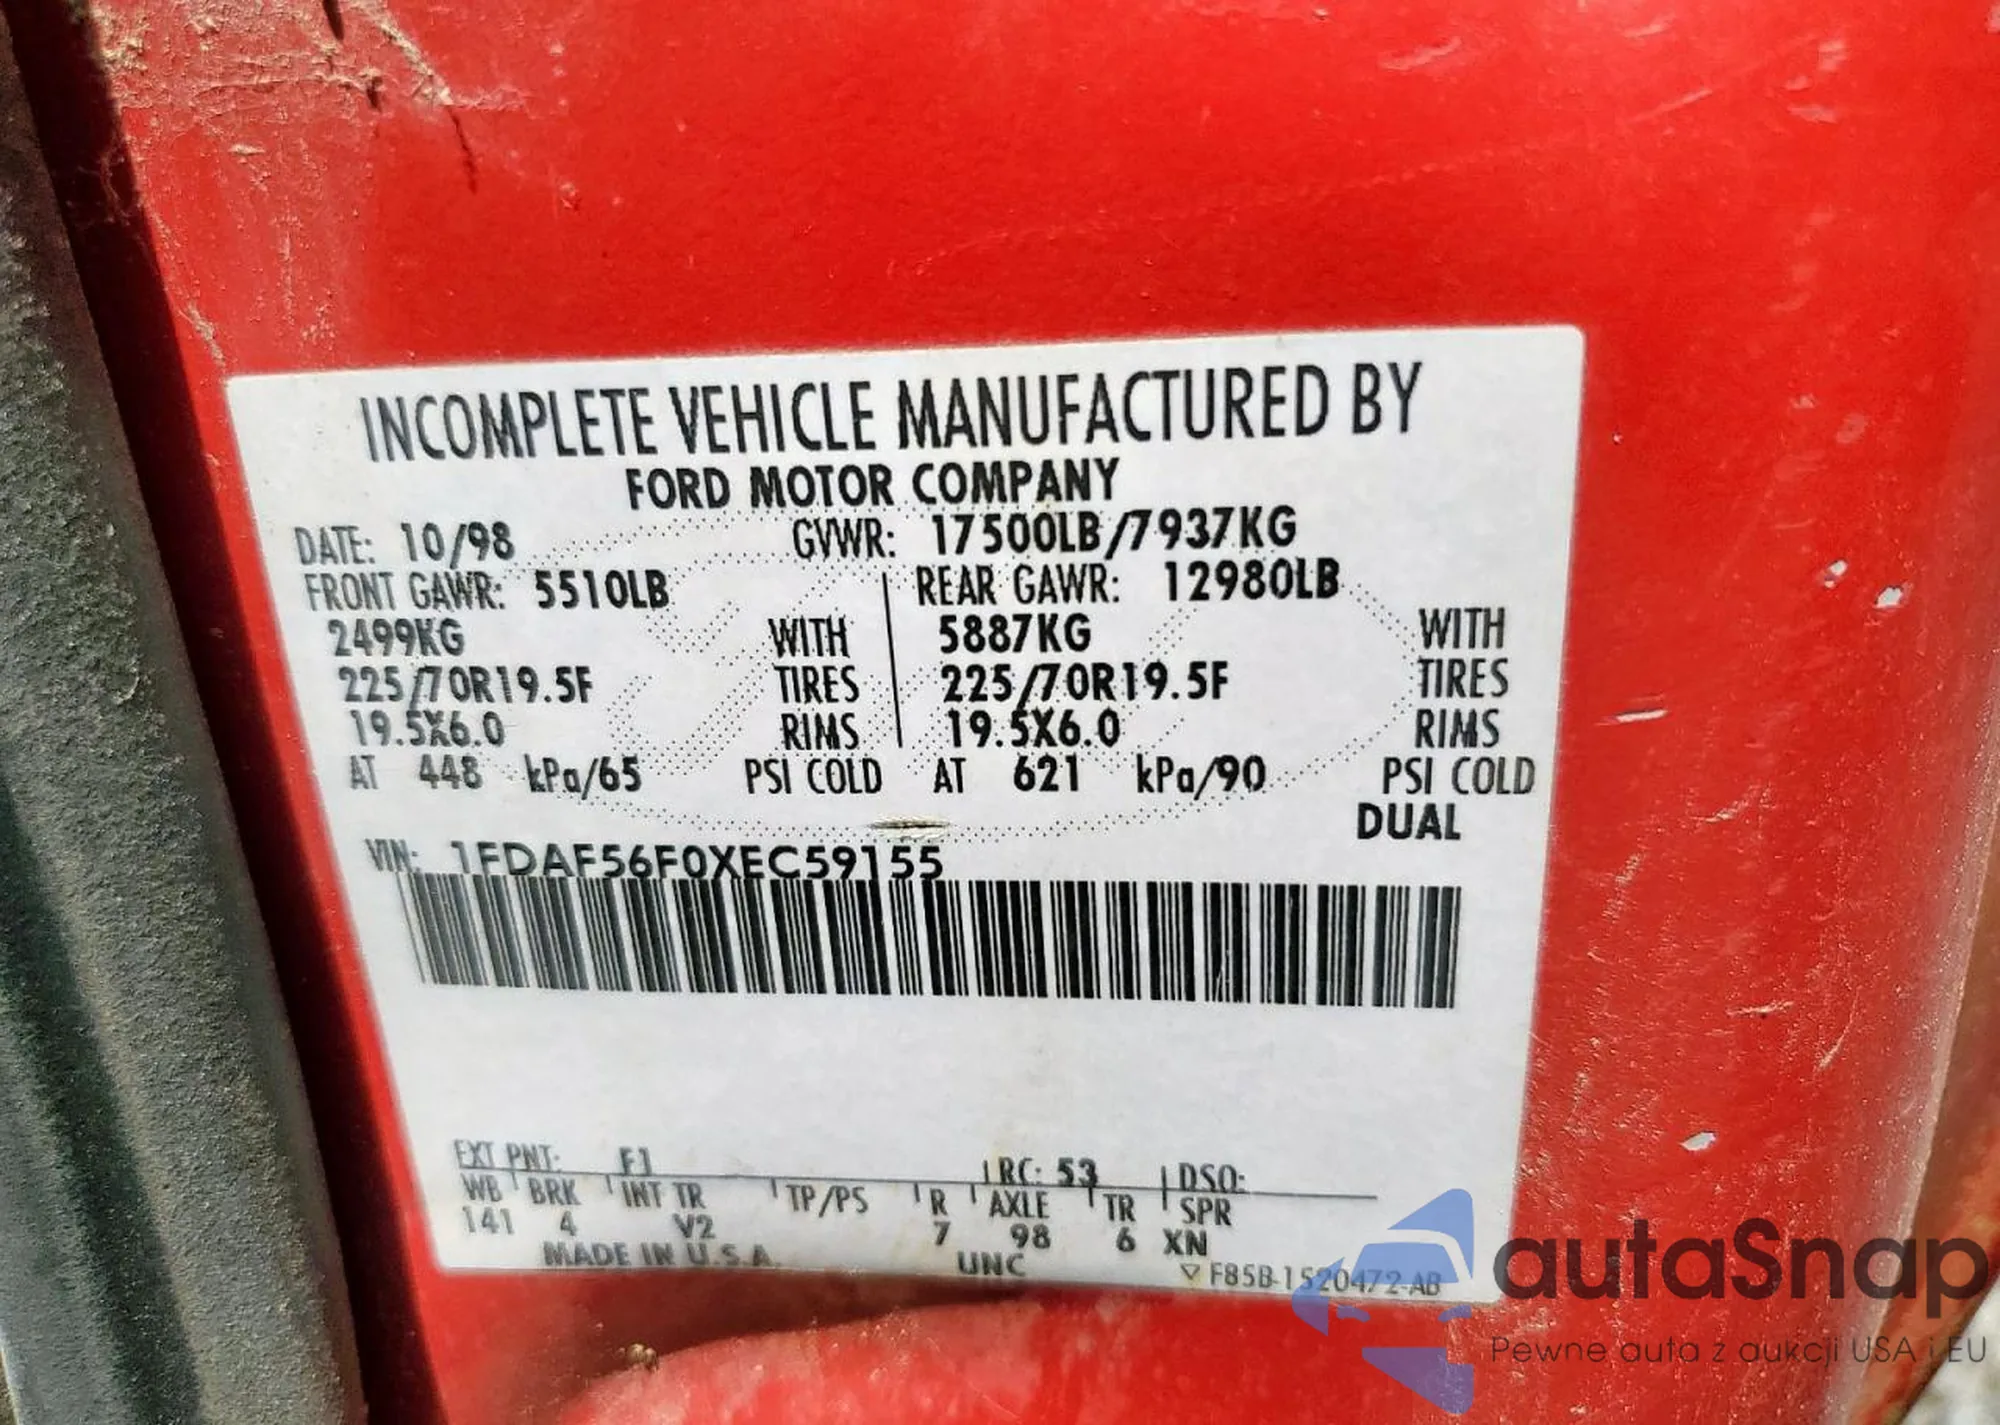 INCOMPLETE VEHICLE MANUFACTURED BY
FORD MOTOR COMPANY
DATE: 10/98 GVWR: 17500LB/7937KG
FRONT GAWR: 5510LB REAR GAWR: 12980LB
2499KG WITH 5887KG WITH
225/70R19.5F TIRES 225/70R19.5F TIRES
19.5X6.0 RIMS 19.5X6.0 RIMS
AT 448 kPa/65 PSI COLD AT 621 kPa/90 PSI COLD
DUAL
VIN: 1FDAF56F0XEC59155
EXT PNT: F1 RC: 53 DSO:
WB BRK INT TR TP/PS R AXLE TR SPR
141 4 V2 7 98 6 XN
MADE IN U.S.A. UNC F85B-1520472-AB
autaSnap
Pewne auta z aukcji USA i EU